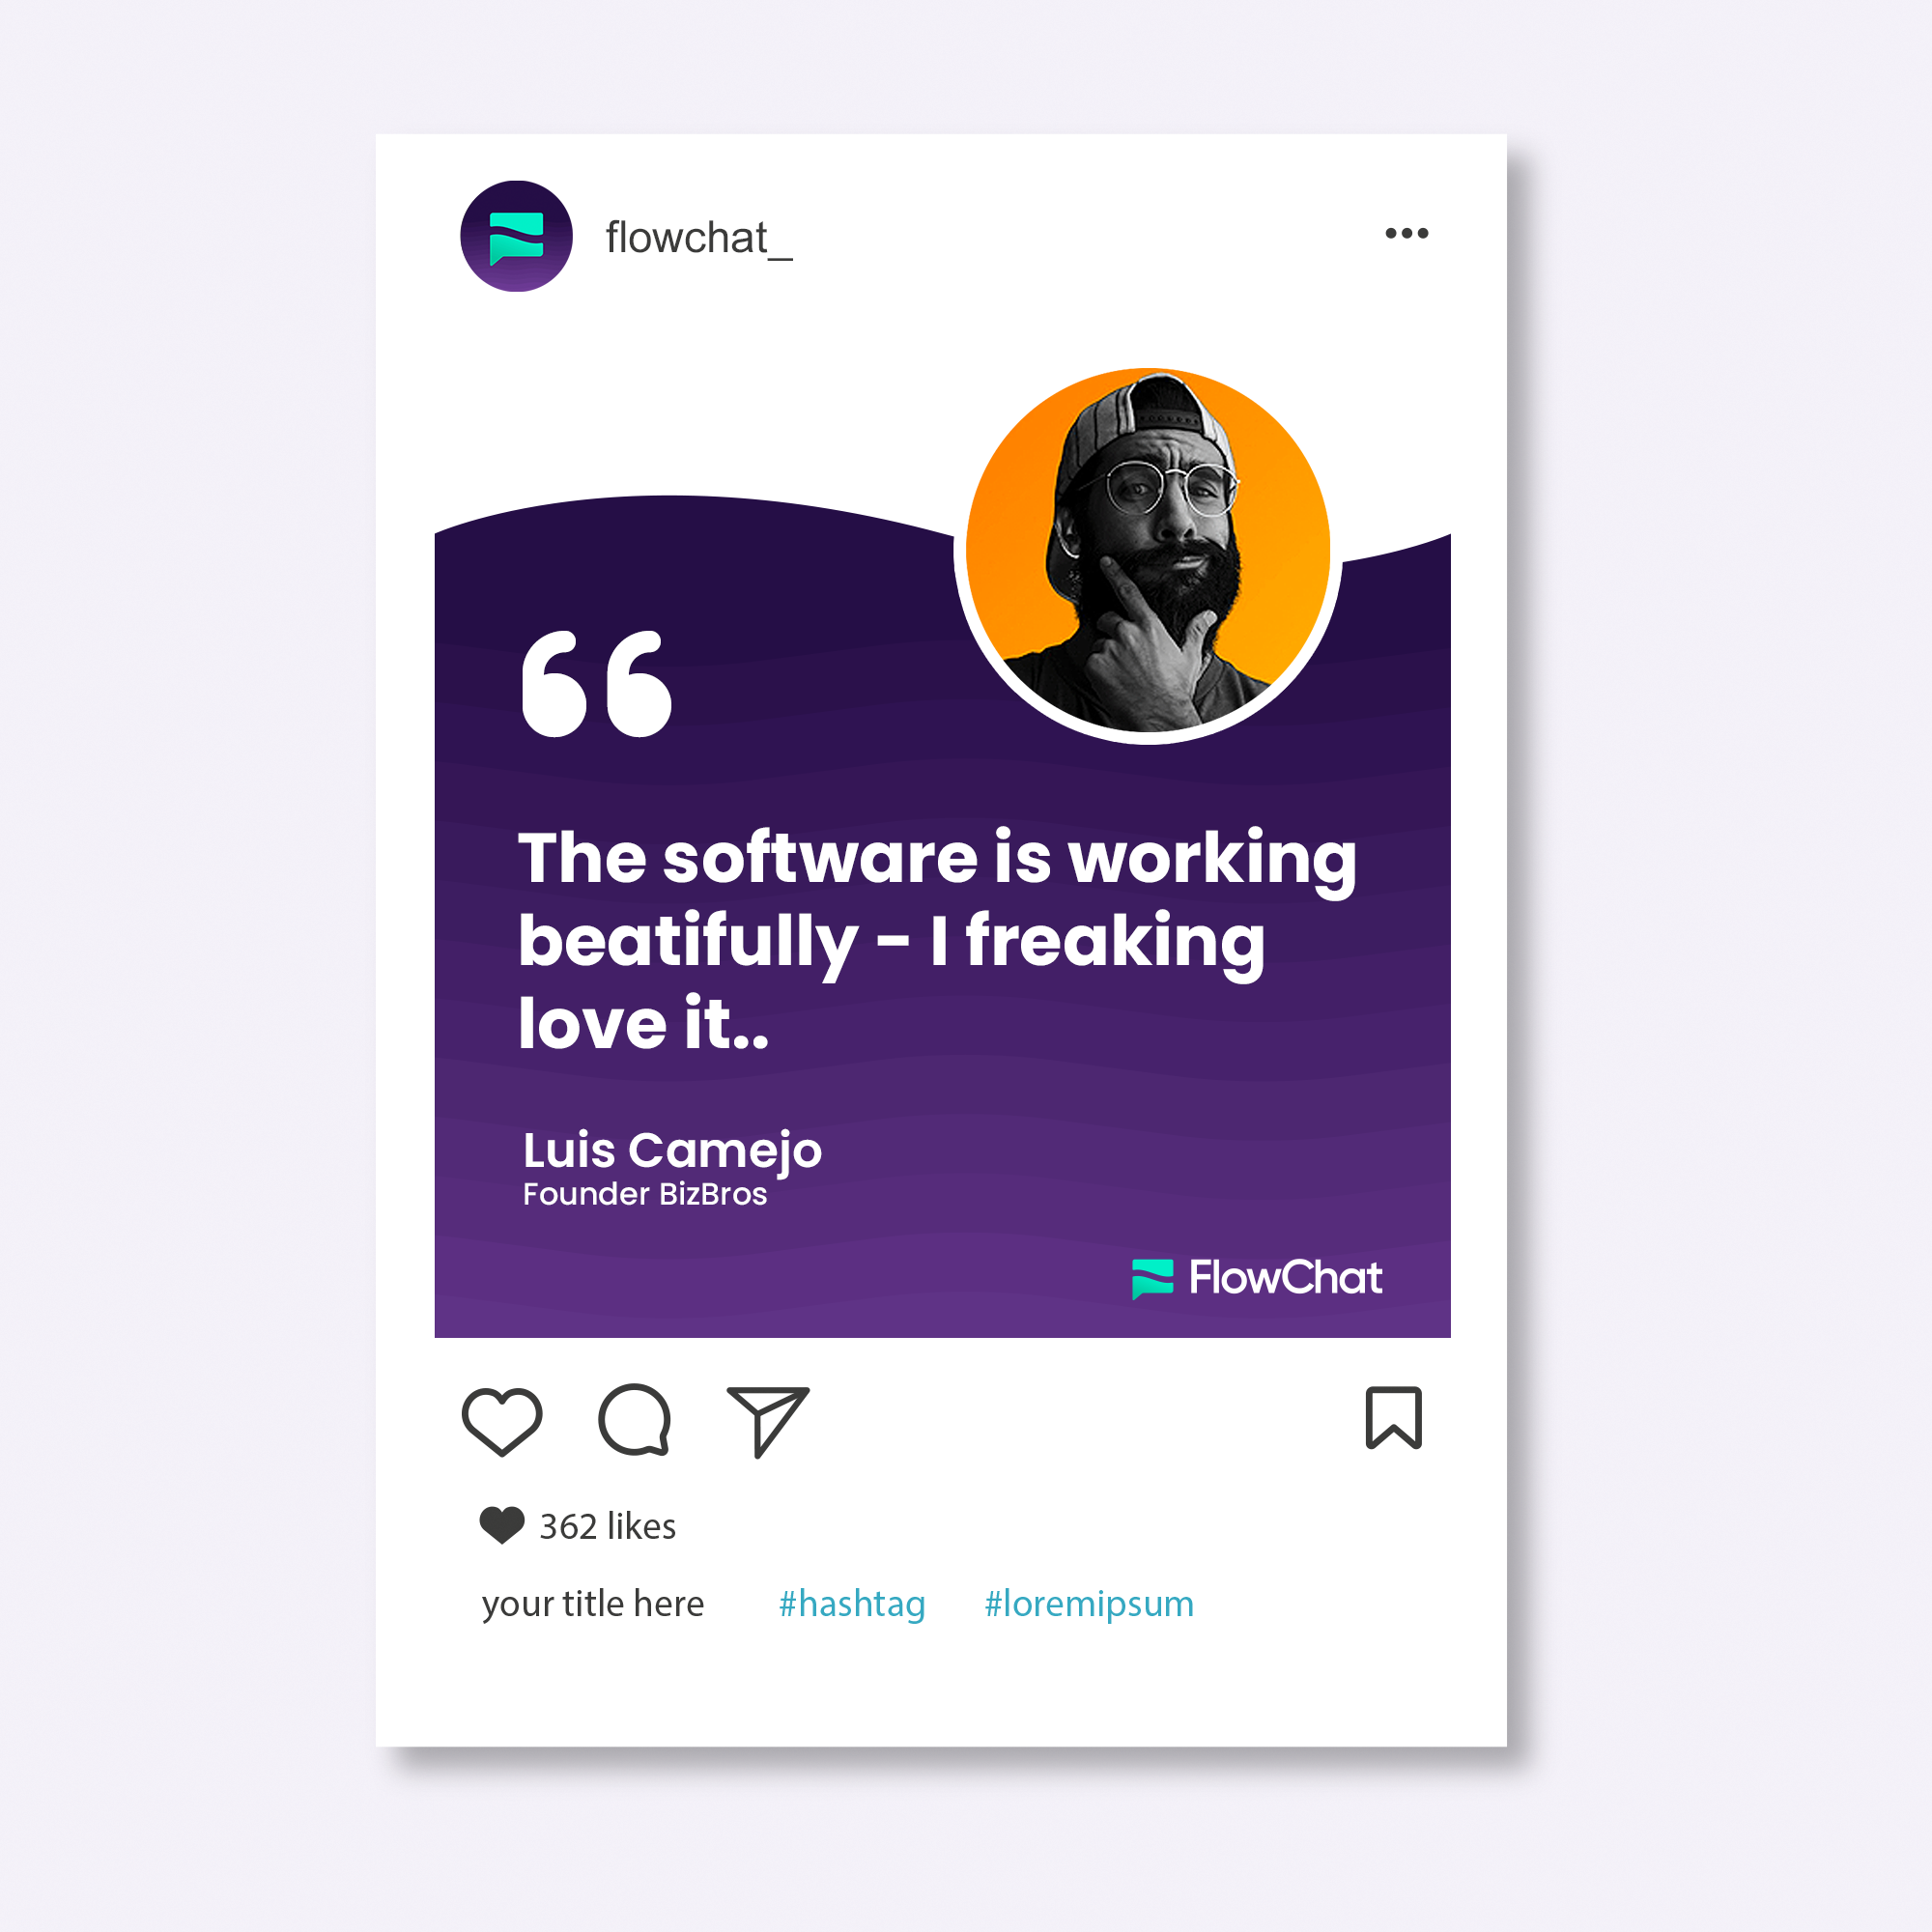 flowchat_
“
The software is working
beatifully - I freaking
love it..
Luis Camejo
Founder BizBros
FlowChat
362 likes
your title here #hashtag #loremipsum